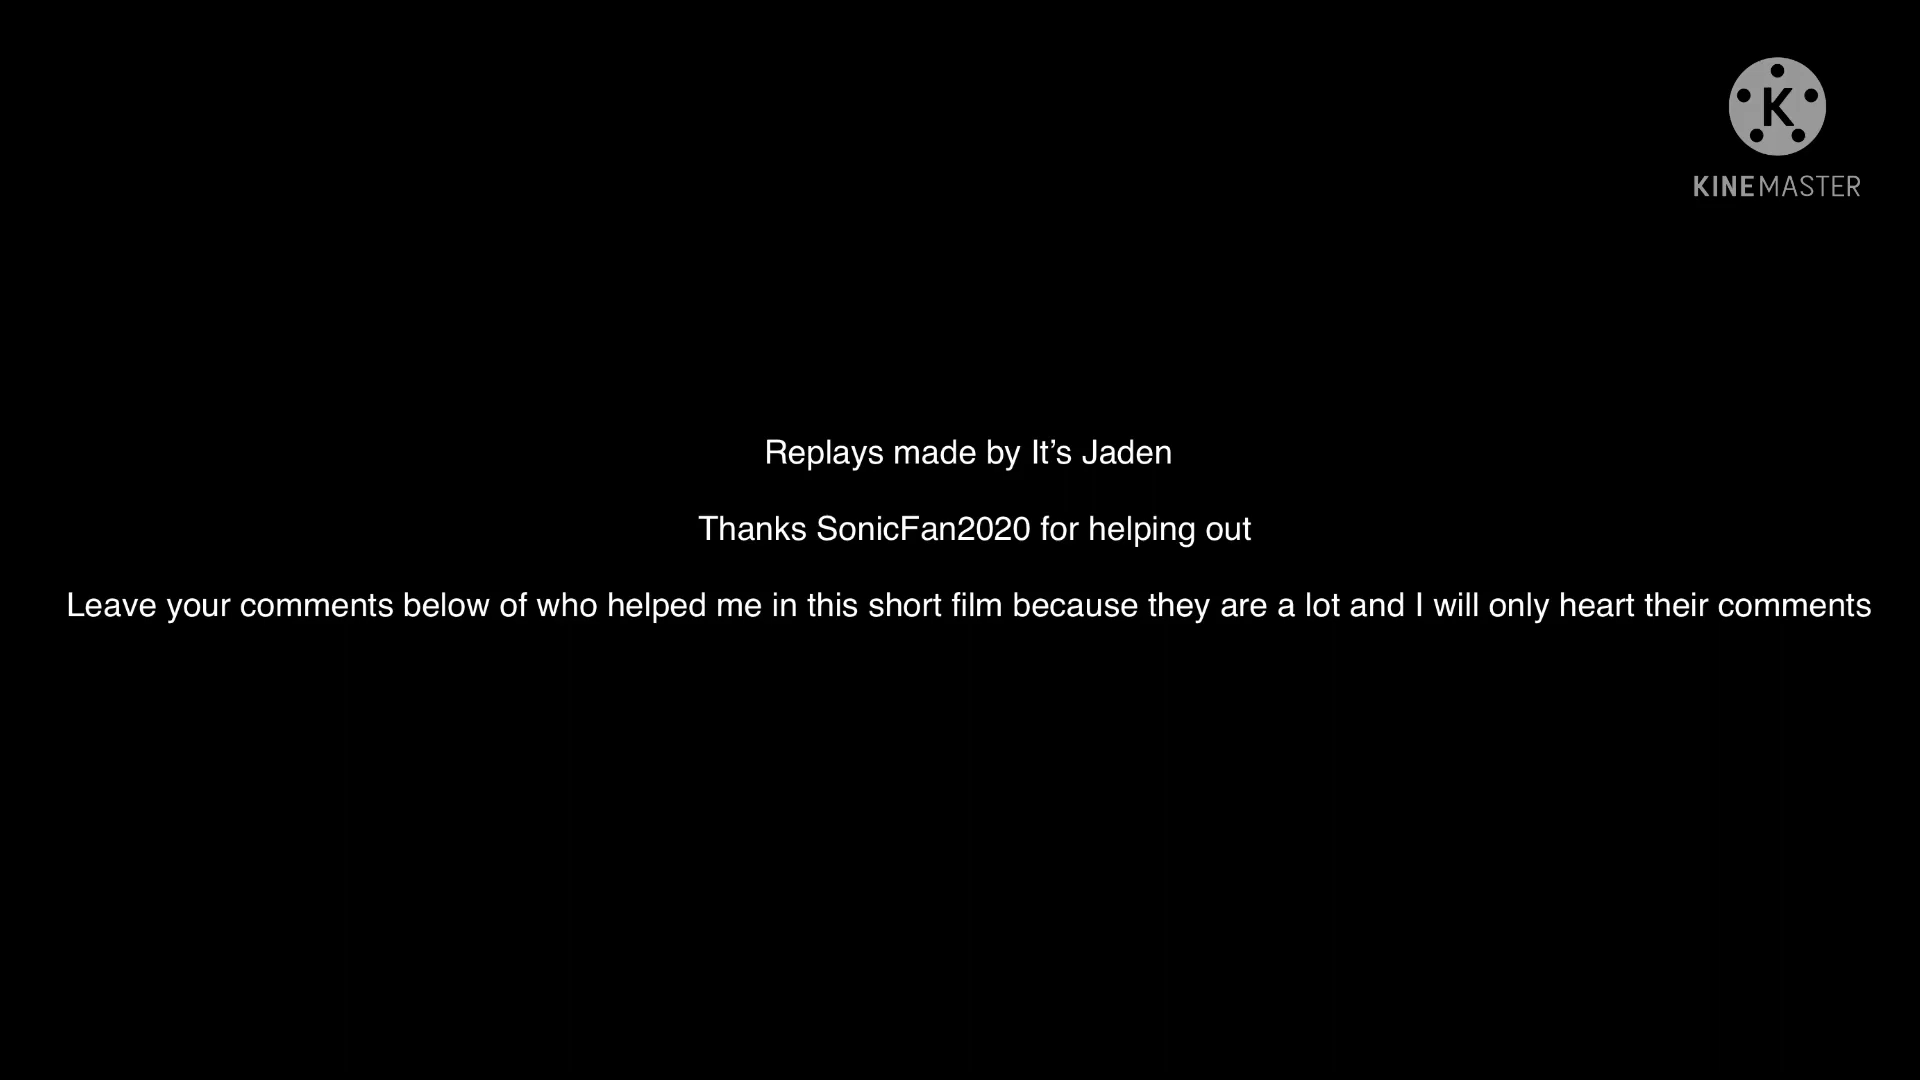 K
KINEMASTER
Replays made by It’s Jaden
Thanks SonicFan2020 for helping out
Leave your comments below of who helped me in this short film because they are a lot and I will only heart their comments